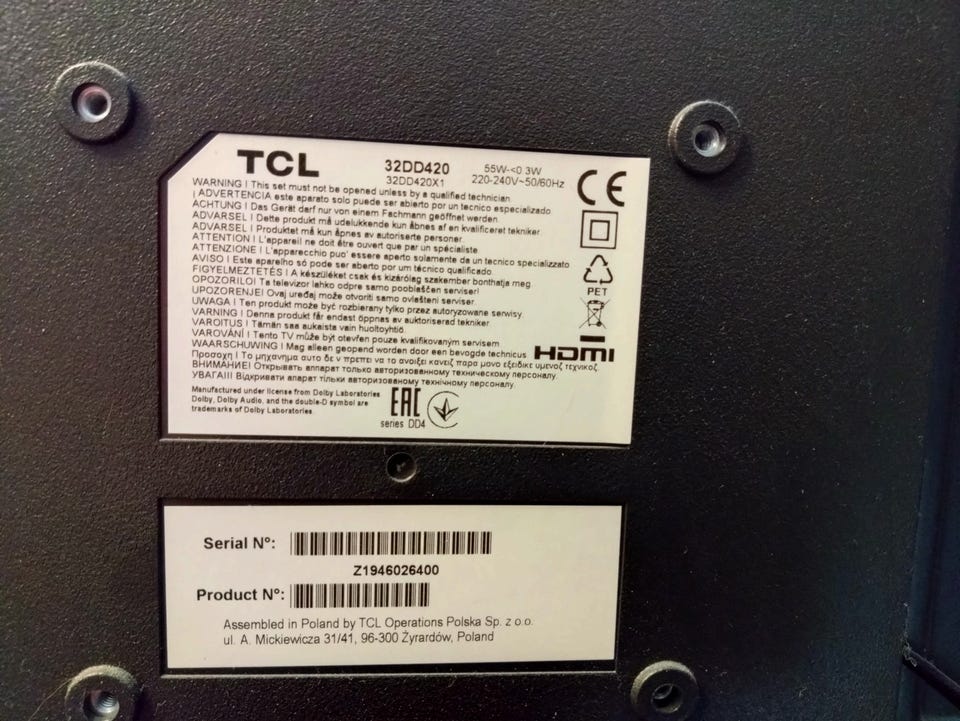 TCL
32DD420
32DD420X1
55W-<0.3W
220-240V~50/60Hz
CE
WARNING ! This set must not be opened unless by a qualified technician
¡ ADVERTENCIA este aparato solo puede ser abierto por un tecnico especializado
ACHTUNG ! Das Gerät darf nur von einem Fachmann geöffnet werden.
ADVARSEL ! Dette produkt må udelukkende kun åbnes af en kvalificeret tekniker
ADVARSEL ! Produktet må kun åpnes av autoriserte personer.
ATTENTION ! L'appareil ne doit être ouvert que par un spécialiste
ATTENZIONE ! L'apparecchio puo' essere aperto solamente da un tecnico specializzato
AVISO ! Este aparelho só pode ser aberto por um técnico qualificado
FIGYELMEZTETÉS ! A készüléket csak és kizárólag szakember bonthatja meg.
OPOZORILO! Ta televizor lahko odpre samo pooblaščen serviser!
UPOZORENJE! Ovaj uređaj može otvoriti samo ovlašteni serviser.
UWAGA ! Ten produkt może być rozbierany tylko przez autoryzowane serwisy
VARNING ! Denna produkt får endast öppnas av auktoriserad tekniker
VAROITUS ! Tämän saa aukaista vain huoltoyhtiö.
VAROVÁNÍ ! Tento TV může být otevřen pouze kvalifikovaným servisem
WAARSCHUWING ! Mag alleen geopend worden door een bevogde technicus
Προσοχη ! Το μηχανημα αυτο δε ν πρεπει να το ανοιξει κανείζ παρα μονο εξειδικε υμενοζ τεχνικοζ.
ВНИМАНИЕ! Открывать аппарат только авторизованному техническому персоналу.
УВАГА!!! Відкривати апарат тільки авторизованому технічному персоналу.
PET
HDMI
Manufactured under license from Dolby Laboratories
Dolby, Dolby Audio, and the double-D symbol are
trademarks of Dolby Laboratories
EAC
series DD4
Serial N°:
Z1946026400
Product N°:
Assembled in Poland by TCL Operations Polska Sp. z o.o.
ul. A. Mickiewicza 31/41, 96-300 Żyrardów, Poland